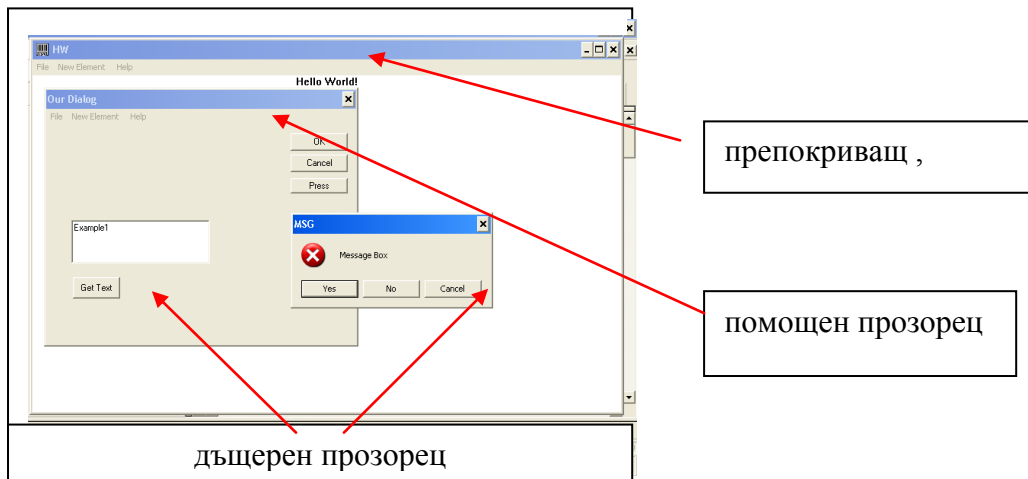 HW
File New Element Help
Hello World!
Our Dialog
File New Element Help
OK
Cancel
Press
Example1
Get Text
MSG
Message Box
Yes No Cancel
препокриващ ,
помощен прозорец
дъщерен прозорец